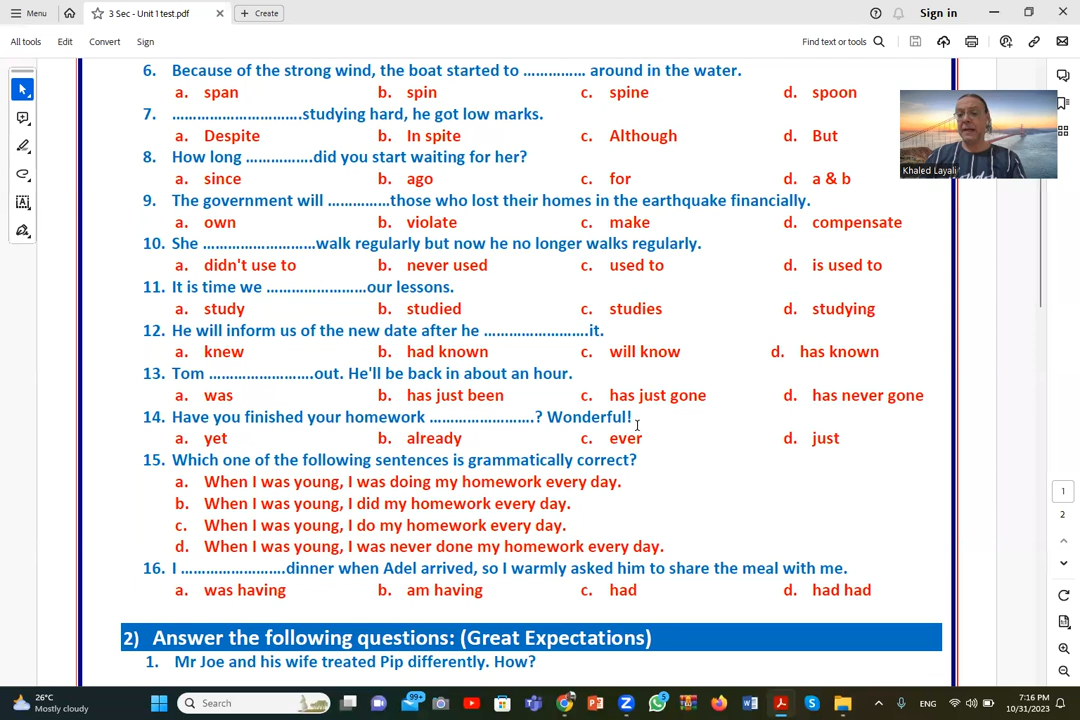 Menu
3 Sec - Unit 1 test.pdf
Create
Sign in
All tools Edit Convert Sign
Find text or tools
6. Because of the strong wind, the boat started to …………… around in the water.
a. span b. spin c. spine d. spoon
7. ………………………….studying hard, he got low marks.
a. Despite b. In spite c. Although d. But
8. How long …………….did you start waiting for her?
a. since b. ago c. for d. a & b
9. The government will ……………those who lost their homes in the earthquake financially.
a. own b. violate c. make d. compensate
10. She ………………………walk regularly but now he no longer walks regularly.
a. didn't use to b. never used c. used to d. is used to
11. It is time we ……………………our lessons.
a. study b. studied c. studies d. studying
12. He will inform us of the new date after he …………………….it.
a. knew b. had known c. will know d. has known
13. Tom …………………….out. He'll be back in about an hour.
a. was b. has just been c. has just gone d. has never gone
14. Have you finished your homework …………………….? Wonderful!
a. yet b. already c. ever d. just
15. Which one of the following sentences is grammatically correct?
a. When I was young, I was doing my homework every day.
b. When I was young, I did my homework every day.
c. When I was young, I do my homework every day.
d. When I was young, I was never done my homework every day.
16. I …………………….dinner when Adel arrived, so I warmly asked him to share the meal with me.
a. was having b. am having c. had d. had had
2) Answer the following questions: (Great Expectations)
1. Mr Joe and his wife treated Pip differently. How?
Khaled Layali
1
2
26°C
Mostly cloudy
Search
99+
5
ENG
7:16 PM
10/31/2023